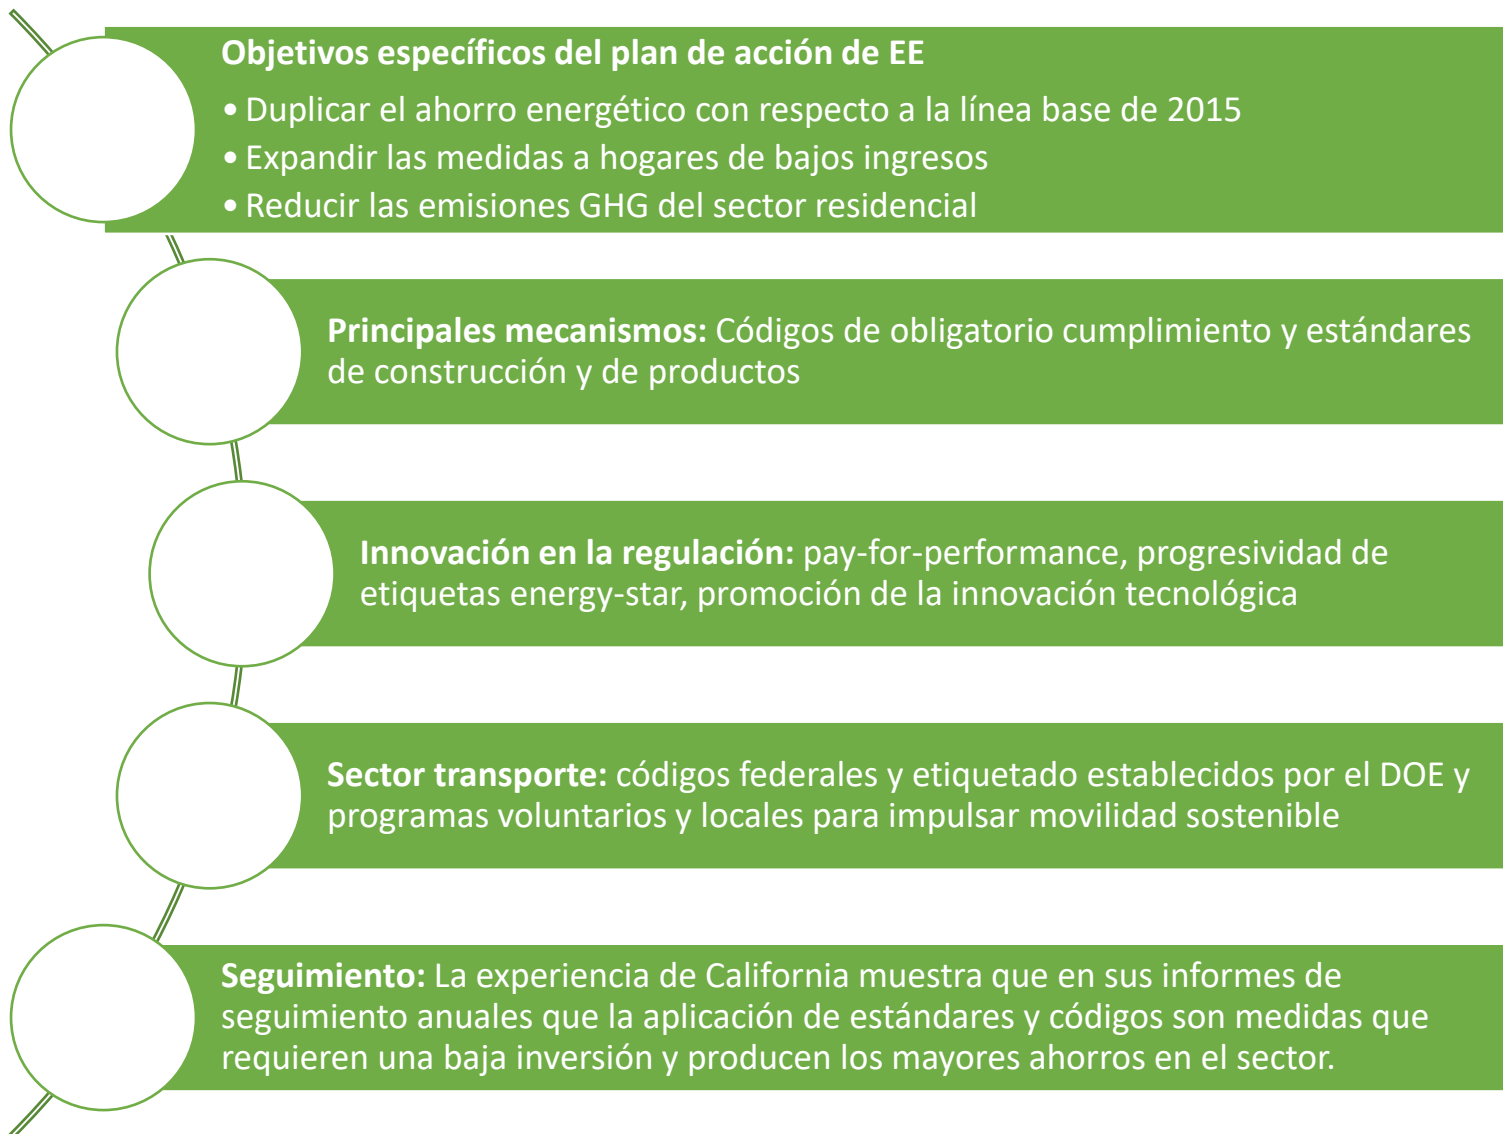 Objetivos específicos del plan de acción de EE
• Duplicar el ahorro energético con respecto a la línea base de 2015
• Expandir las medidas a hogares de bajos ingresos
• Reducir las emisiones GHG del sector residencial
Principales mecanismos: Códigos de obligatorio cumplimiento y estándares
de construcción y de productos
Innovación en la regulación: pay-for-performance, progresividad de
etiquetas energy-star, promoción de la innovación tecnológica
Sector transporte: códigos federales y etiquetado establecidos por el DOE y
programas voluntarios y locales para impulsar movilidad sostenible
Seguimiento: La experiencia de California muestra que en sus informes de
seguimiento anuales que la aplicación de estándares y códigos son medidas que
requieren una baja inversión y producen los mayores ahorros en el sector.